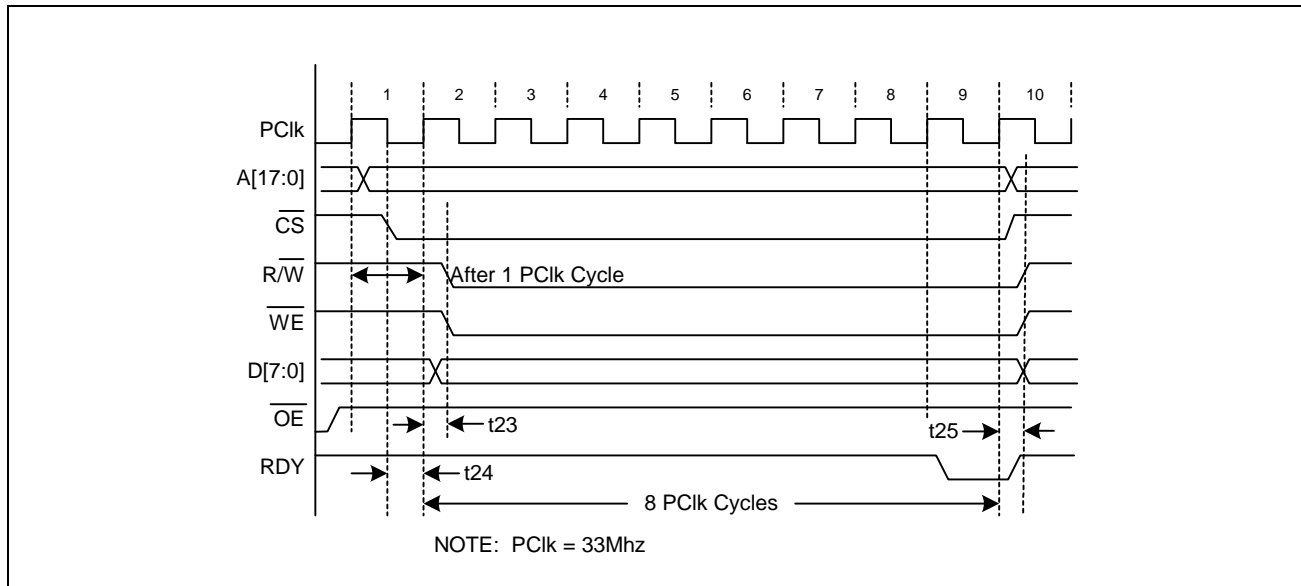 1 2 3 4 5 6 7 8 9 10
PClk
A[17:0]
CS
R/W
After 1 PClk Cycle
WE
D[7:0]
OE
t23
t25
RDY
t24
8 PClk Cycles
NOTE: PClk = 33Mhz